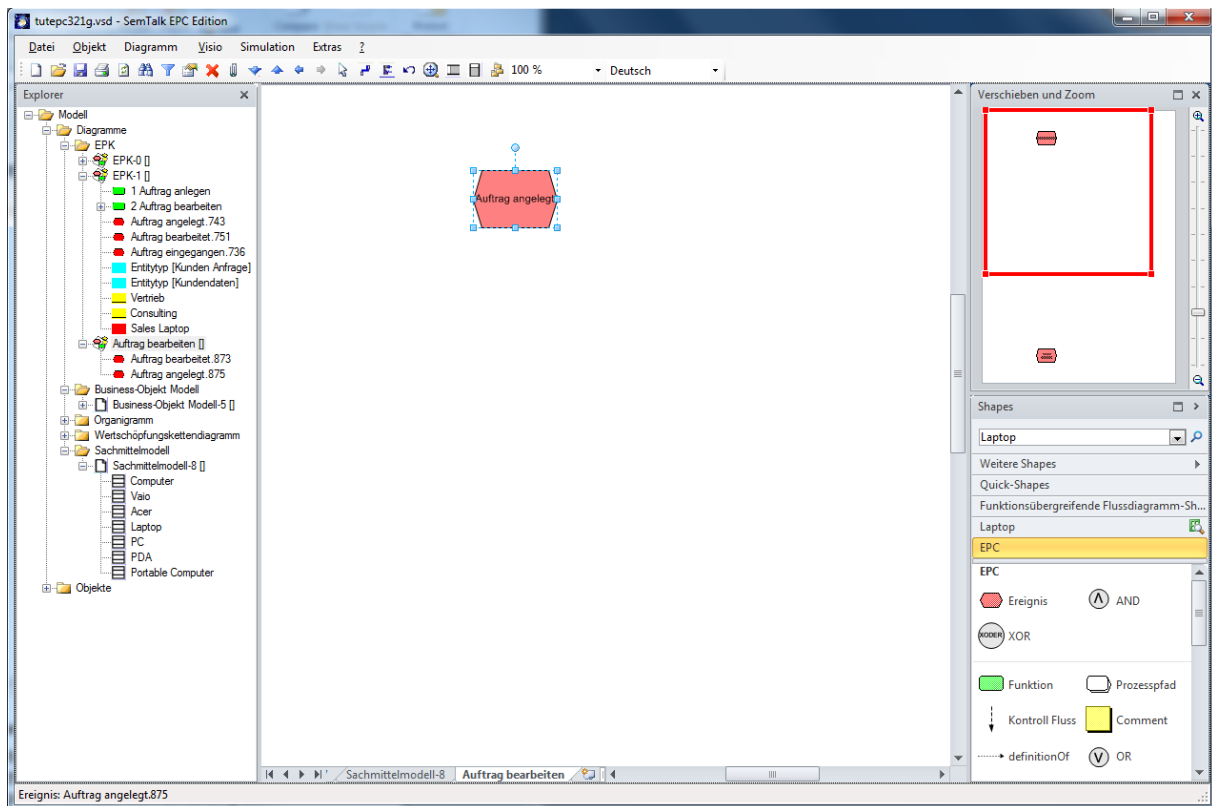 tutepc321g.vsd - SemTalk EPC Edition
Datei Objekt Diagramm Visio Simulation Extras ?
100 % Deutsch
Explorer
Modell
Diagramme
EPK
EPK-0 []
EPK-1 []
1 Auftrag anlegen
2 Auftrag bearbeiten
Auftrag angelegt.743
Auftrag bearbeitet.751
Auftrag eingegangen.736
Entitytyp [Kunden Anfrage]
Entitytyp [Kundendaten]
Vertrieb
Consulting
Sales Laptop
Auftrag bearbeiten []
Auftrag bearbeitet.873
Auftrag angelegt.875
Business-Objekt Modell
Business-Objekt Modell-5 []
Organigramm
Wertschöpfungskettendiagramm
Sachmittelmodell
Sachmittelmodell-8 []
Computer
Vaio
Acer
Laptop
PC
PDA
Portable Computer
Objekte
Auftrag angelegt
Sachmittelmodell-8 Auftrag bearbeiten
Verschieben und Zoom
Shapes
Laptop
Weitere Shapes
Quick-Shapes
Funktionsübergreifende Flussdiagramm-Sh...
Laptop
EPC
EPC
Ereignis AND
XODER XOR
Funktion Prozesspfad
Kontroll Fluss Comment
definitionOf OR
Ereignis: Auftrag angelegt.875